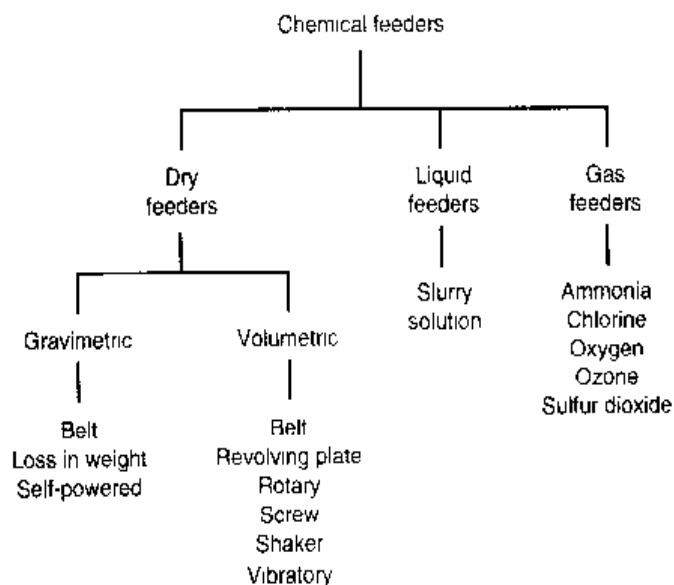 Chemical feeders
Dry
feeders
Liquid
feeders
Gas
feeders
Gravimetric
Volumetric
Slurry
solution
Ammonia
Chlorine
Oxygen
Ozone
Sulfur dioxide
Belt
Loss in weight
Self-powered
Belt
Revolving plate
Rotary
Screw
Shaker
Vibratory